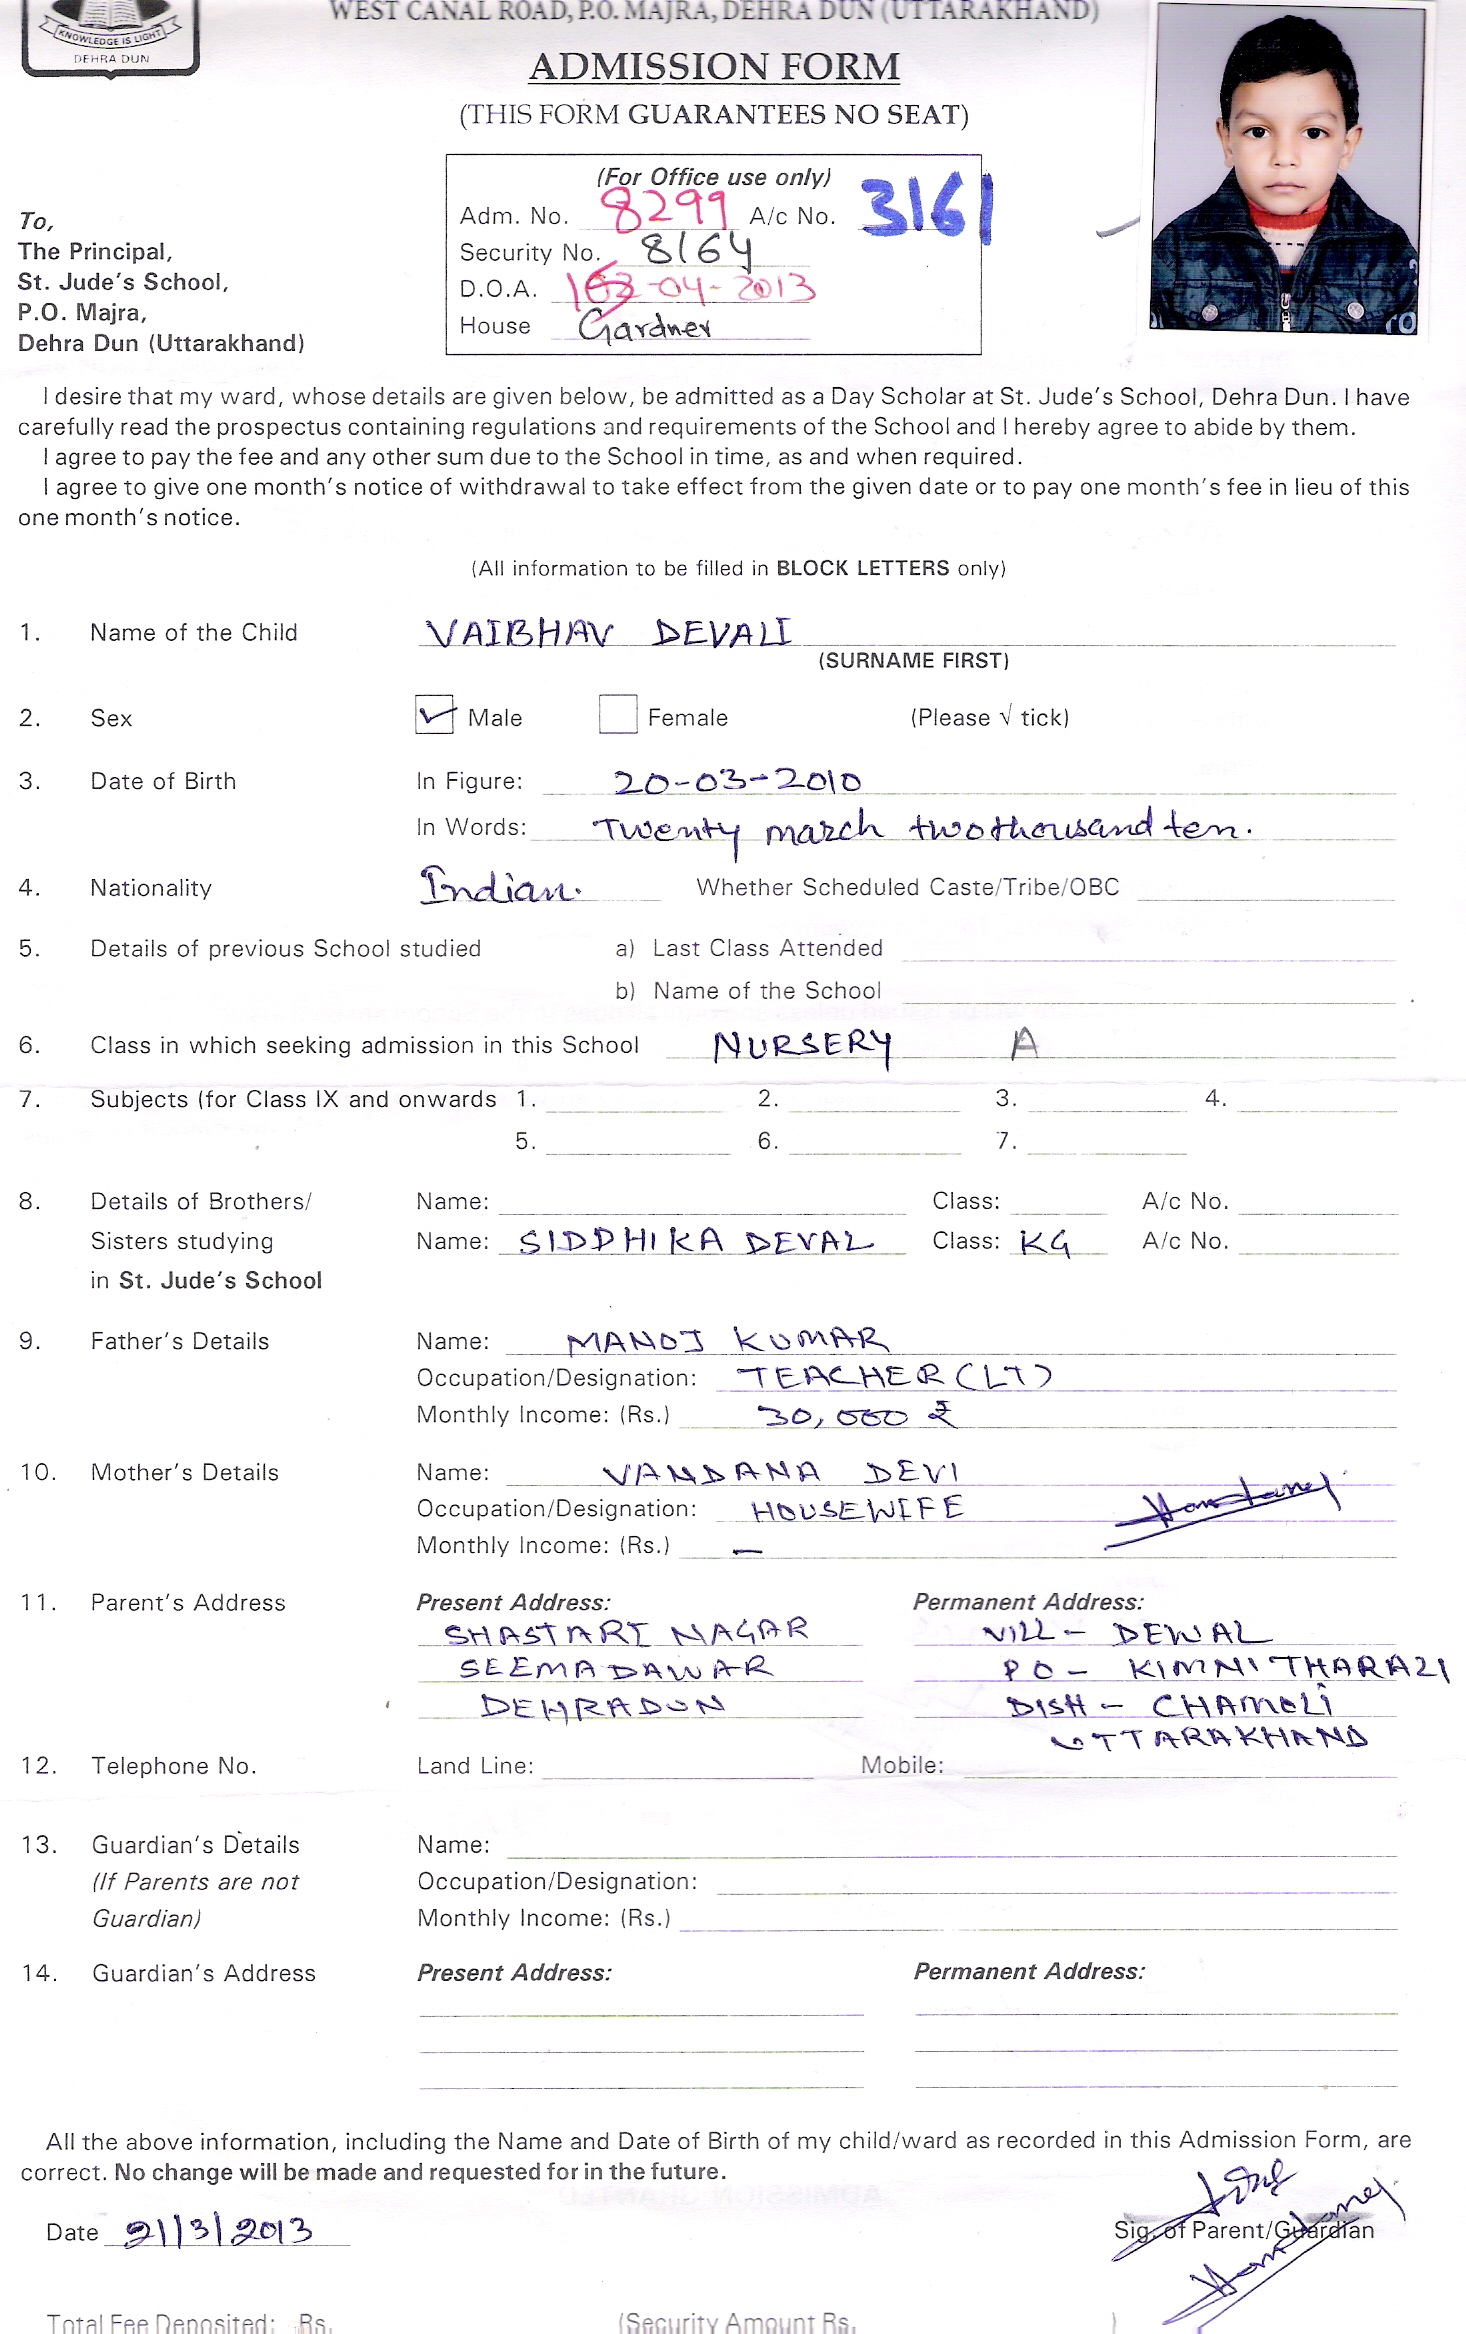 KNOWLEDGE IS LIGHT
DEHRA DUN
WEST CANAL ROAD, P.O. MAJRA, DEHRA DUN (UTTARAKHAND)
ADMISSION FORM
(THIS FORM GUARANTEES NO SEAT)
(For Office use only)
Adm. No. 8299 A/c No. 3161
Security No. 8164
D.O.A. -04-2013
House Gardner
To,
The Principal,
St. Jude's School,
P.O. Majra,
Dehra Dun (Uttarakhand)
I desire that my ward, whose details are given below, be admitted as a Day Scholar at St. Jude's School, Dehra Dun. I have
carefully read the prospectus containing regulations and requirements of the School and I hereby agree to abide by them.
I agree to pay the fee and any other sum due to the School in time, as and when required.
I agree to give one month's notice of withdrawal to take effect from the given date or to pay one month's fee in lieu of this
one month's notice.
(All information to be filled in BLOCK LETTERS only)
1. Name of the Child VAIBHAV DEVALI
(SURNAME FIRST)
2. Sex Male Female (Please √ tick)
3. Date of Birth In Figure: 20-03-2010
In Words: Twenty march twothousand ten.
4. Nationality Indian. Whether Scheduled Caste/Tribe/OBC
5. Details of previous School studied a) Last Class Attended
b) Name of the School
6. Class in which seeking admission in this School NURSERY A
7. Subjects (for Class IX and onwards 1. 2. 3. 4.
5. 6. 7.
8. Details of Brothers/ Name: Class: A/c No.
Sisters studying Name: SIDDHIKA DEVAL Class: KG A/c No.
in St. Jude's School
9. Father's Details Name: MANOJ KUMAR
Occupation/Designation: TEACHER (LT)
Monthly Income: (Rs.) 30,000 ₹
10. Mother's Details Name: VANDANA DEVI
Occupation/Designation: HOUSEWIFE
Monthly Income: (Rs.) —
11. Parent's Address Present Address: Permanent Address:
SHASTARI NAGAR VILL - DEWAL
SEEMADAWAR PO - KIMNI THARALI
DEHRADUN DISH - CHAMOLI
UTTARAKHAND
12. Telephone No. Land Line: Mobile:
13. Guardian's Details Name:
(If Parents are not Occupation/Designation:
Guardian) Monthly Income: (Rs.)
14. Guardian's Address Present Address: Permanent Address:
All the above information, including the Name and Date of Birth of my child/ward as recorded in this Admission Form, are
correct. No change will be made and requested for in the future.
Date 21/3/2013 Sig. of Parent/Guardian
Total Fee Deposited: Rs. (Security Amount Rs. )